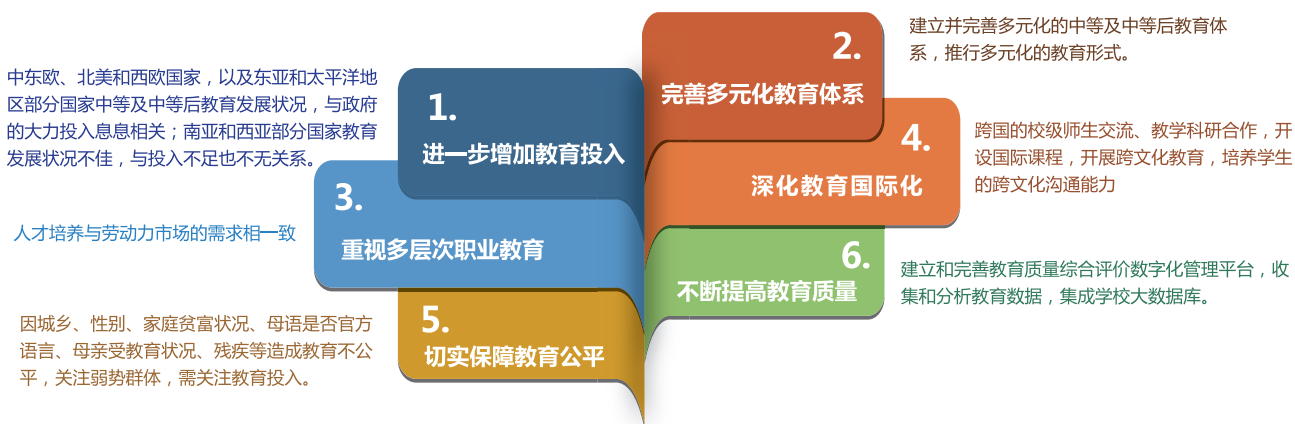 1.
进一步增加教育投入
中东欧、北美和西欧国家，以及东亚和太平洋地
区部分国家中等及中等后教育发展状况，与政府
的大力投入息息相关；南亚和西亚部分国家教育
发展状况不佳，与投入不足也不无关系。
2.
完善多元化教育体系
建立并完善多元化的中等及中等后教育体
系，推行多元化的教育形式。
3.
重视多层次职业教育
人才培养与劳动力市场的需求相一致
4.
深化教育国际化
跨国的校级师生交流、教学科研合作，开
设国际课程，开展跨文化教育，培养学生
的跨文化沟通能力
5.
切实保障教育公平
因城乡、性别、家庭贫富状况、母语是否官方
语言、母亲受教育状况、残疾等造成教育不公
平，关注弱势群体，需关注教育投入。
6.
不断提高教育质量
建立和完善教育质量综合评价数字化管理平台，收
集和分析教育数据，集成学校大数据库。